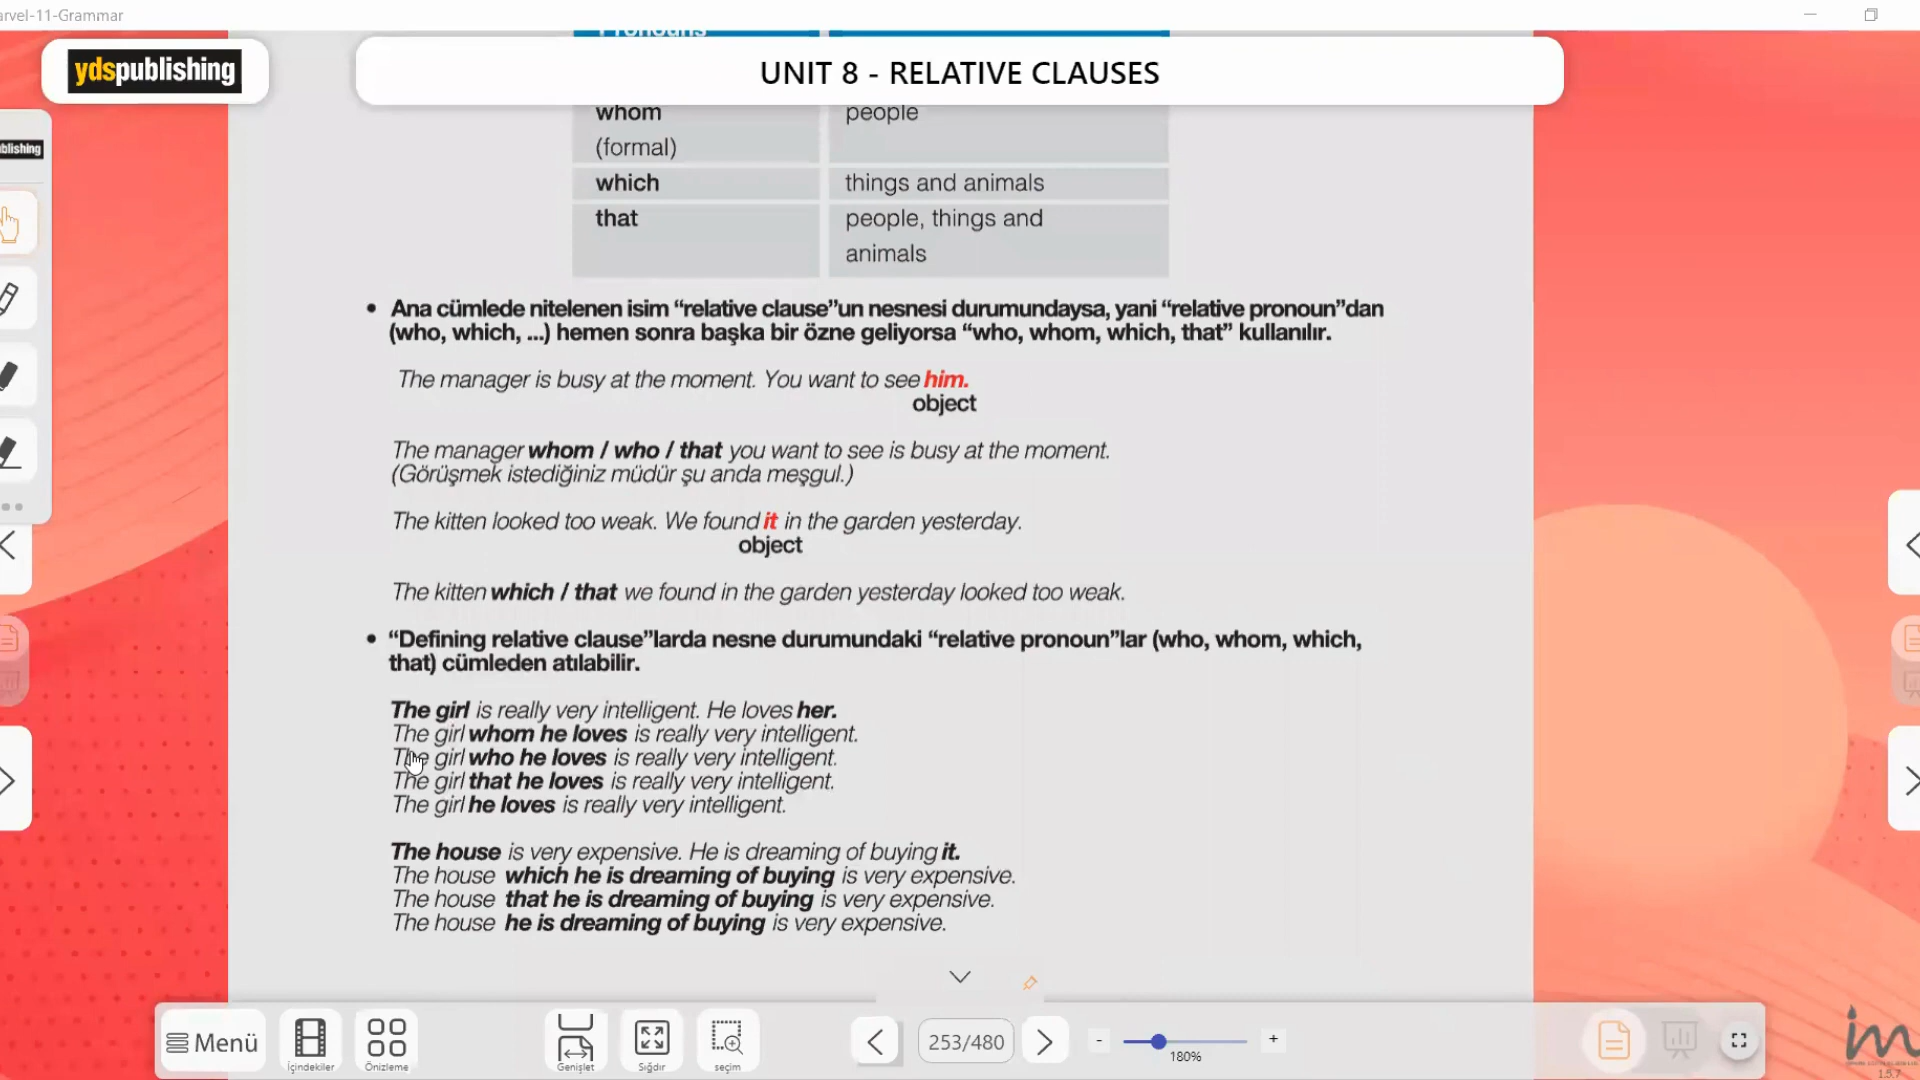 arvel-11-Grammar
ydspublishing
UNIT 8 - RELATIVE CLAUSES
Pronouns
blishing
whom people
(formal)
which things and animals
that people, things and
animals
• Ana cümlede nitelenen isim “relative clause”un nesnesi durumundaysa, yani “relative pronoun”dan
(who, which, ...) hemen sonra başka bir özne geliyorsa “who, whom, which, that” kullanılır.
The manager is busy at the moment. You want to see him.
object
The manager whom / who / that you want to see is busy at the moment.
(Görüşmek istediğiniz müdür şu anda meşgul.)
The kitten looked too weak. We found it in the garden yesterday.
object
The kitten which / that we found in the garden yesterday looked too weak.
• “Defining relative clause”larda nesne durumundaki “relative pronoun”lar (who, whom, which,
that) cümleden atılabilir.
The girl is really very intelligent. He loves her.
The girl whom he loves is really very intelligent.
The girl who he loves is really very intelligent.
The girl that he loves is really very intelligent.
The girl he loves is really very intelligent.
The house is very expensive. He is dreaming of buying it.
The house which he is dreaming of buying is very expensive.
The house that he is dreaming of buying is very expensive.
The house he is dreaming of buying is very expensive.
Menü
İçindekiler
Önizleme
Genişlet
Sığdır
seçim
253/480
-
+
180%
im
1.5.7